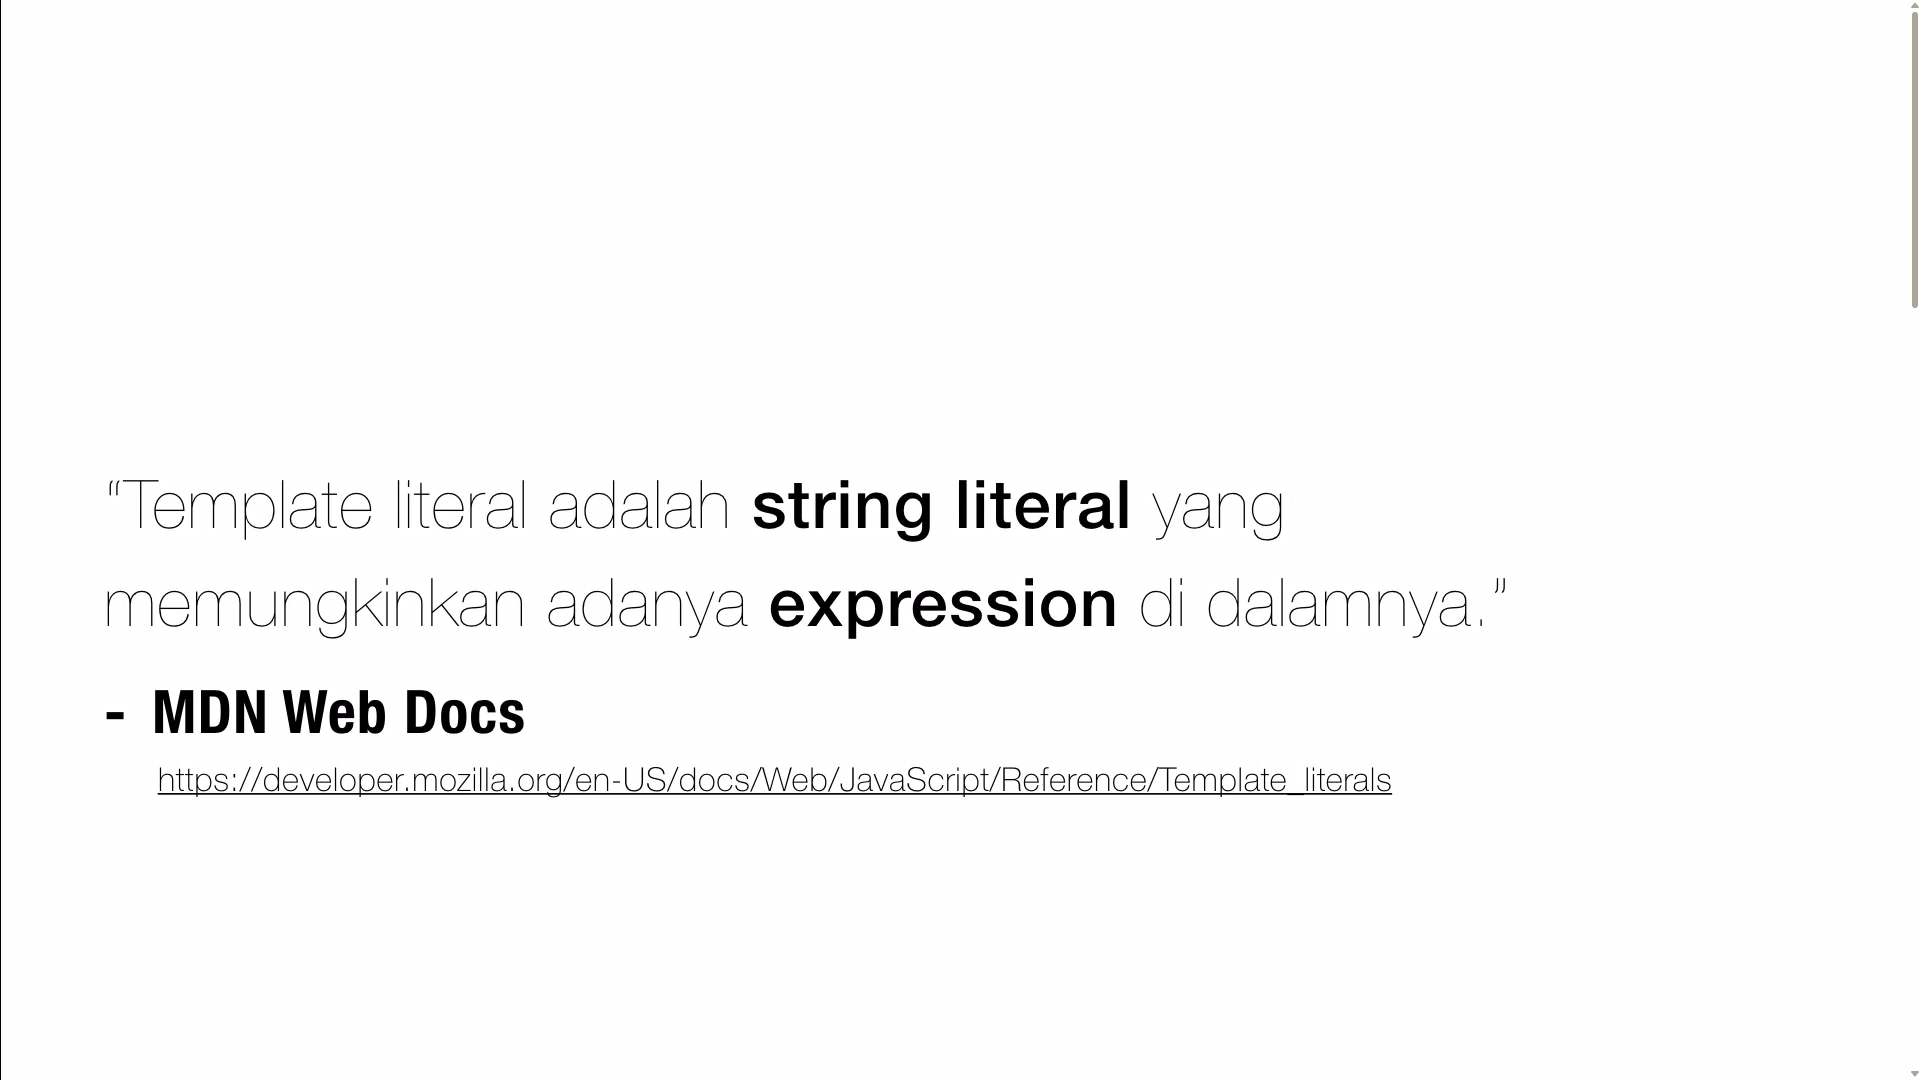 “Template literal adalah string literal yang
memungkinkan adanya expression di dalamnya.”
- MDN Web Docs
https://developer.mozilla.org/en-US/docs/Web/JavaScript/Reference/Template_literals